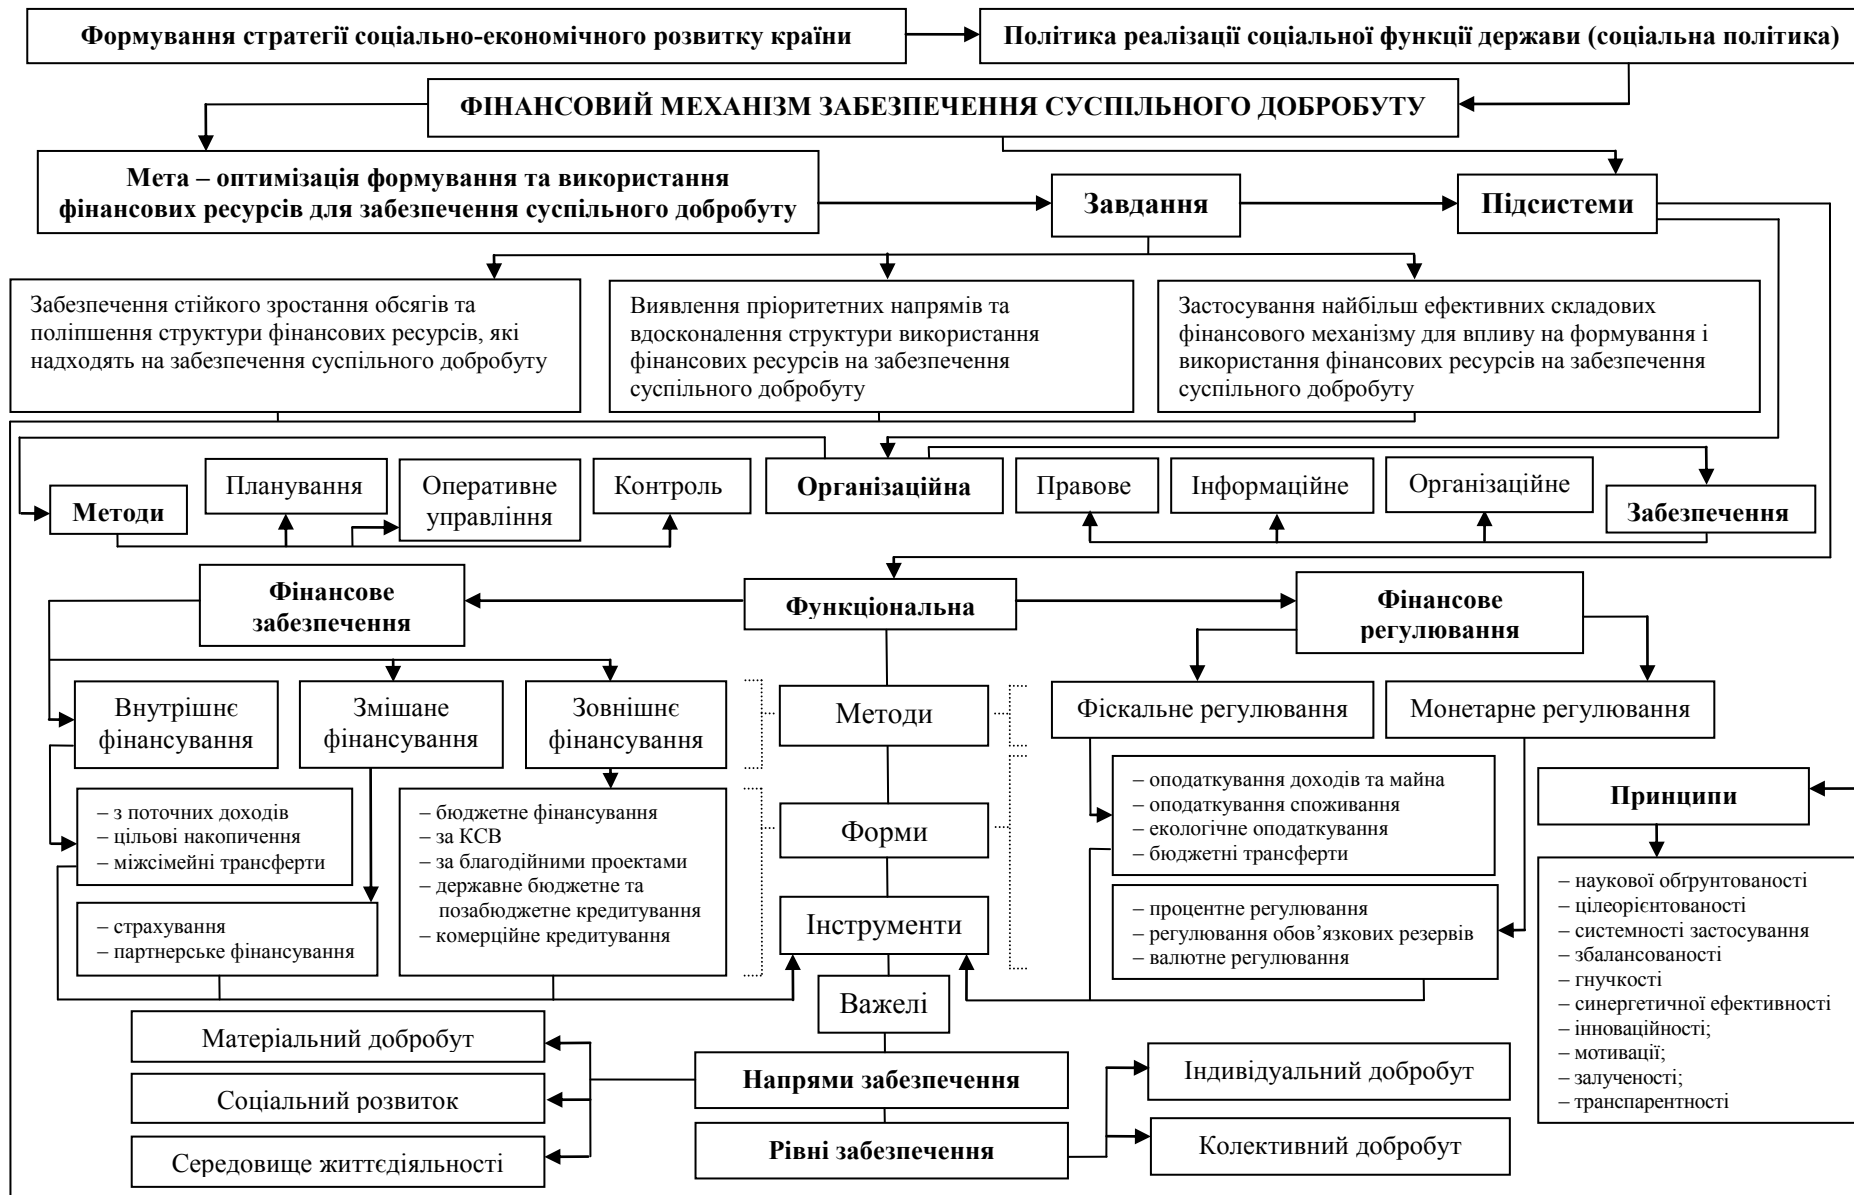 Формування стратегії соціально-економічного розвитку країни
Політика реалізації соціальної функції держави (соціальна політика)
ФІНАНСОВИЙ МЕХАНІЗМ ЗАБЕЗПЕЧЕННЯ СУСПІЛЬНОГО ДОБРОБУТУ
Мета – оптимізація формування та використання
фінансових ресурсів для забезпечення суспільного добробуту
Завдання
Підсистеми
Забезпечення стійкого зростання обсягів та
поліпшення структури фінансових ресурсів, які
надходять на забезпечення суспільного добробуту
Виявлення пріоритетних напрямів та
вдосконалення структури використання
фінансових ресурсів на забезпечення
суспільного добробуту
Застосування найбільш ефективних складових
фінансового механізму для впливу на формування і
використання фінансових ресурсів на забезпечення
суспільного добробуту
Методи
Планування
Оперативне
управління
Контроль
Організаційна
Правове
Інформаційне
Організаційне
Забезпечення
Фінансове
забезпечення
Функціональна
Фінансове
регулювання
Внутрішнє
фінансування
Змішане
фінансування
Зовнішнє
фінансування
Методи
Фіскальне регулювання
Монетарне регулювання
– з поточних доходів
– цільові накопичення
– міжсімейні трансферти
– бюджетне фінансування
– за КСВ
– за благодійними проектами
– державне бюджетне та
позабюджетне кредитування
– комерційне кредитування
Форми
– оподаткування доходів та майна
– оподаткування споживання
– екологічне оподаткування
– бюджетні трансферти
Принципи
– страхування
– партнерське фінансування
Інструменти
– процентне регулювання
– регулювання обов’язкових резервів
– валютне регулювання
– наукової обґрунтованості
– цілеорієнтованості
– системності застосування
– збалансованості
– гнучкості
– синергетичної ефективності
– інноваційності;
– мотивації;
– залученості;
– транспарентності
Важелі
Матеріальний добробут
Соціальний розвиток
Середовище життєдіяльності
Напрями забезпечення
Рівні забезпечення
Індивідуальний добробут
Колективний добробут